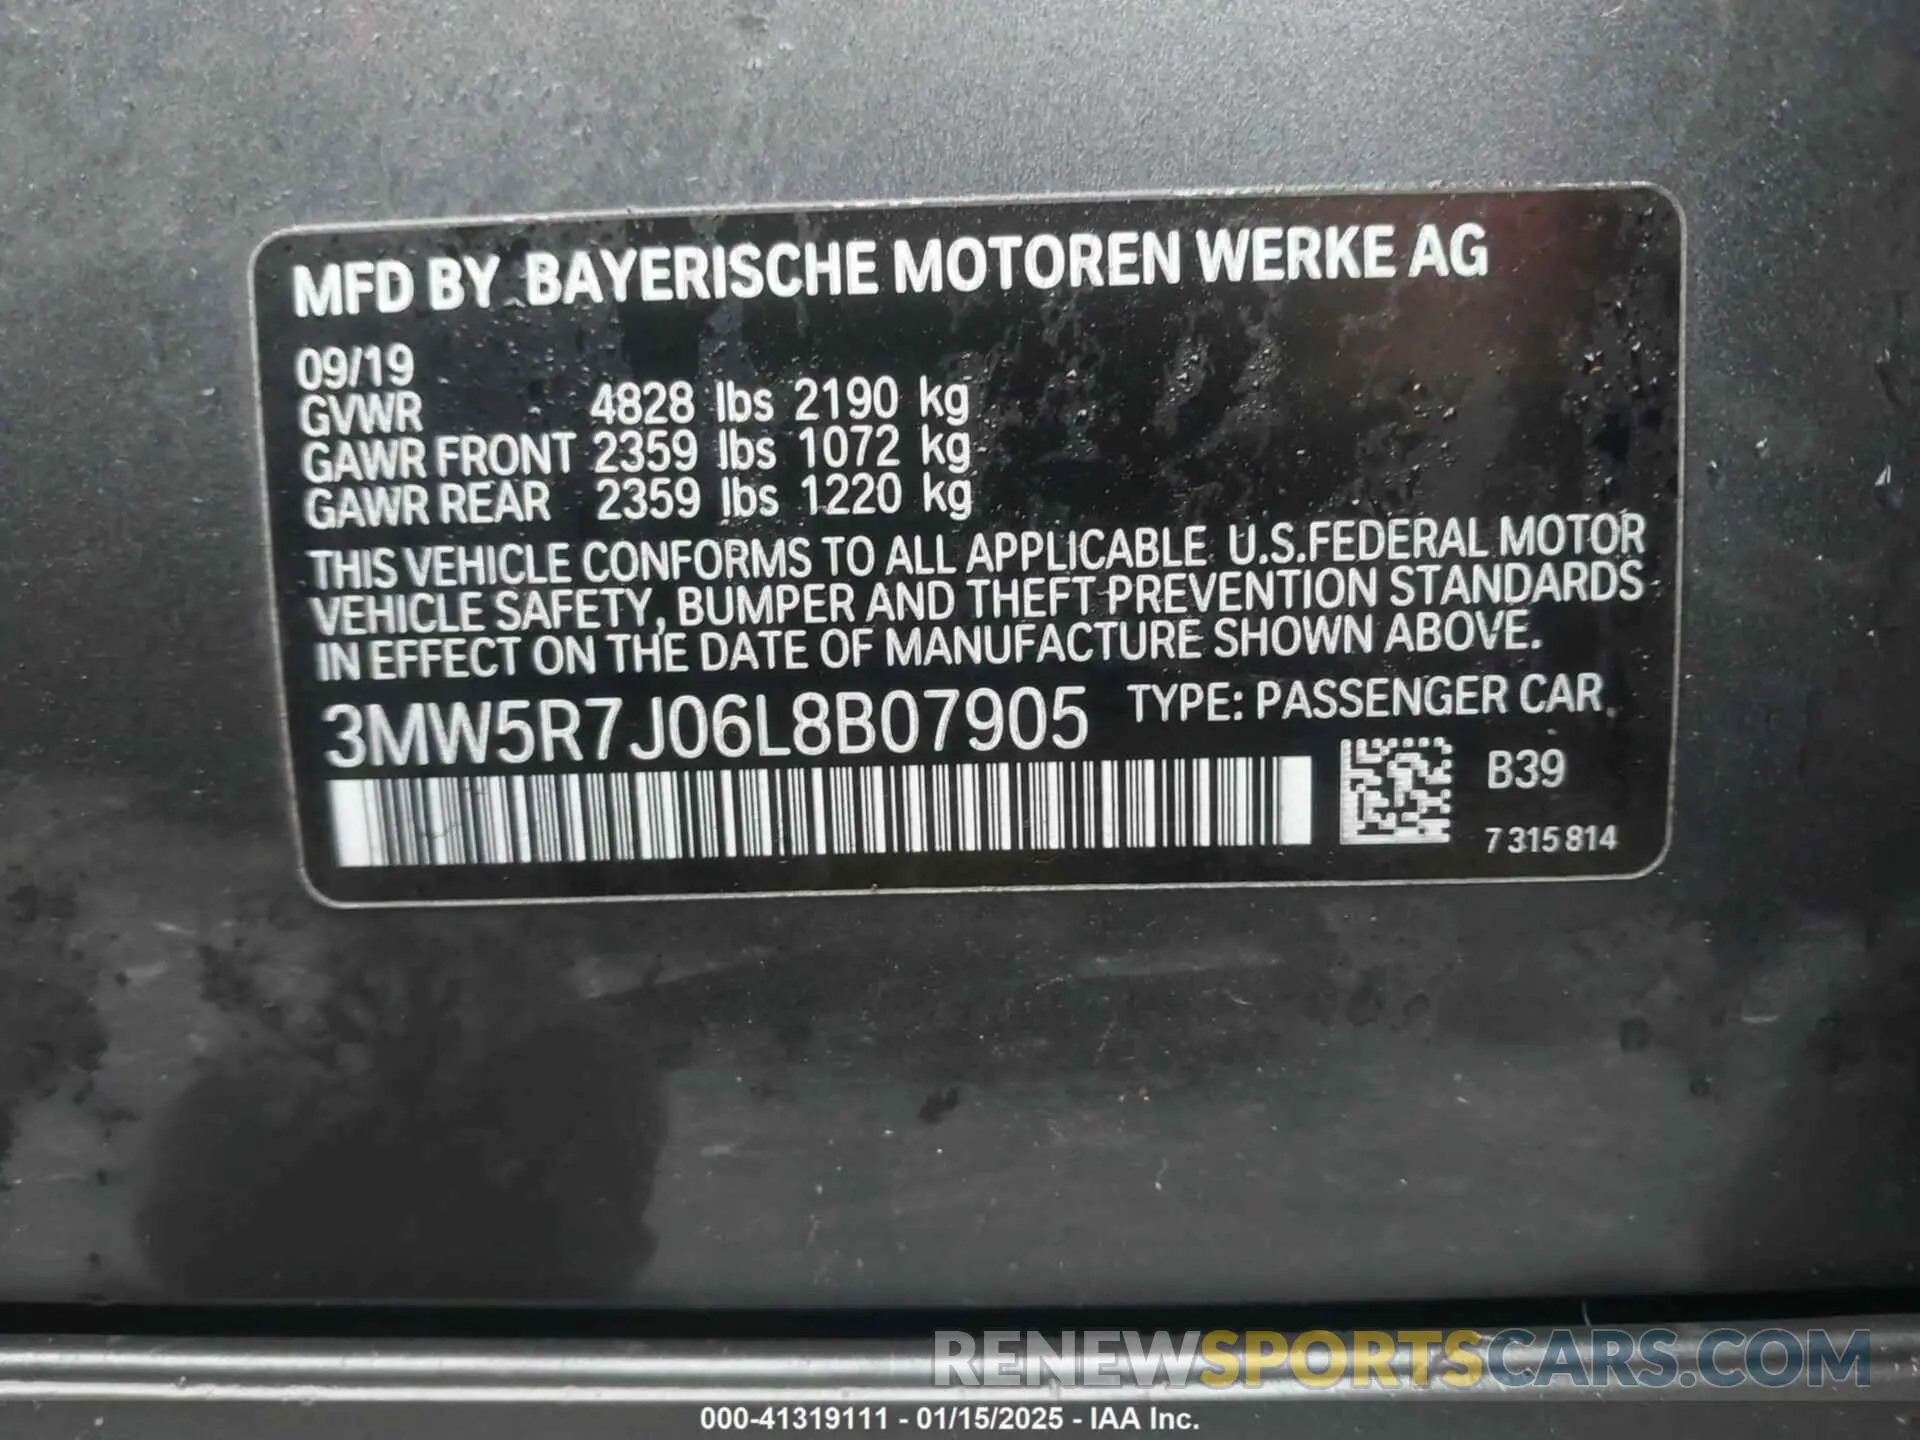 MFD BY BAYERISCHE MOTOREN WERKE AG
09/19
GVWR 4828 lbs 2190 kg
GAWR FRONT 2359 lbs 1072 kg
GAWR REAR 2359 lbs 1220 kg
THIS VEHICLE CONFORMS TO ALL APPLICABLE U.S.FEDERAL MOTOR
VEHICLE SAFETY, BUMPER AND THEFT PREVENTION STANDARDS
IN EFFECT ON THE DATE OF MANUFACTURE SHOWN ABOVE.
3MW5R7J06L8B07905 TYPE: PASSENGER CAR
B39
7 315 814
RENEWSPORTSCARS.COM
000-41319111 - 01/15/2025 - IAA Inc.